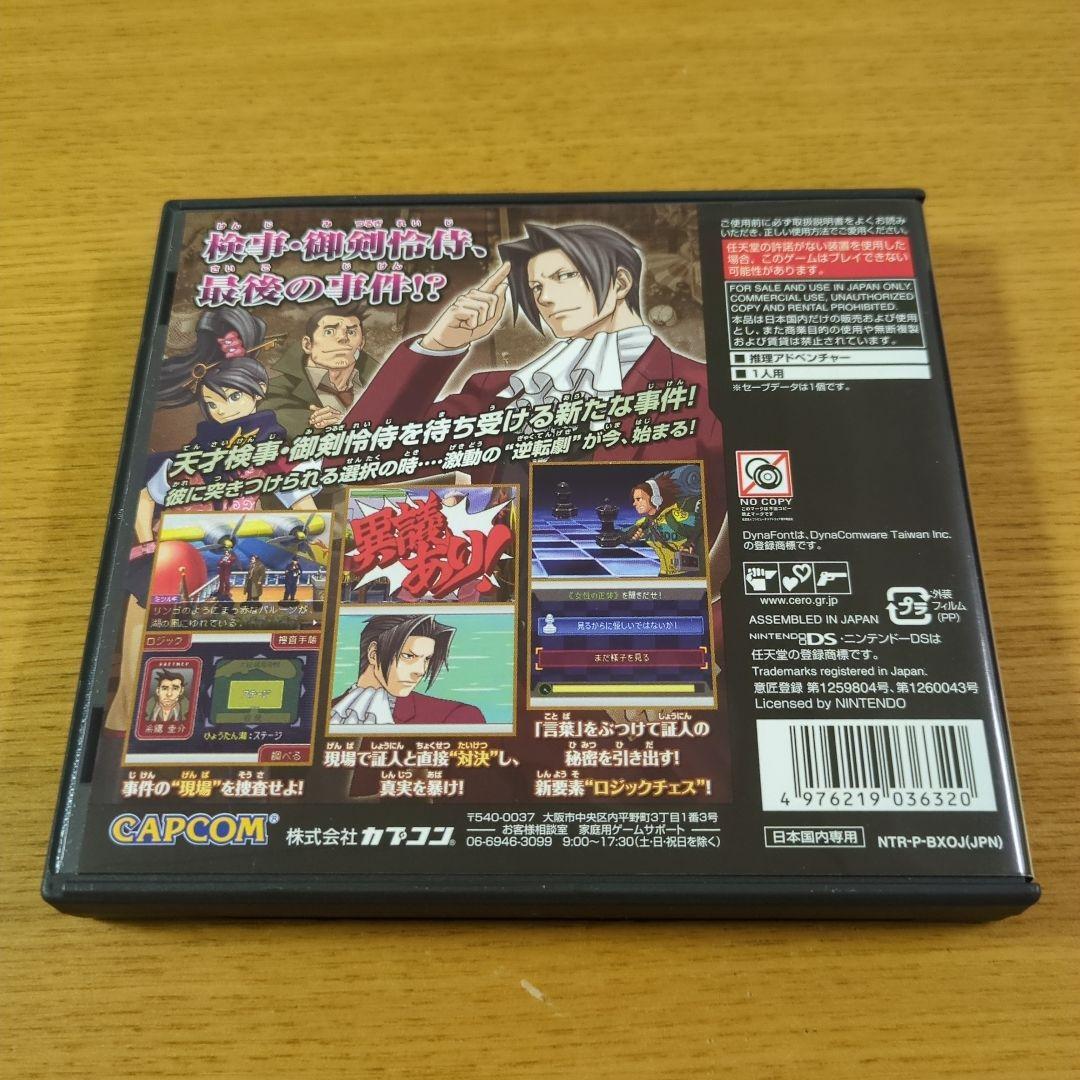 検事・御剣怜侍、
最後の事件!?
天才検事・御剣怜侍を待ち受ける新たな事件!
彼に突きつけられる選択の時‥‥激動の“逆転劇”が今、始まる!
ミツルギ
リンゴのようにまっ赤なバルーンが、
湖の風にゆれている。
ロジック
捜査手帳
PARTNER
糸鋸 圭介
ひょうたん湖:ステージ
調べる
事件の“現場”を捜査せよ!
異議
あり!
現場で証人と直接“対決”し、
真実を暴け!
《女性の正装》を聞きだせ!
見るからに怪しいではないか!
まだ様子を見る
「言葉」をぶつけて証人の
秘密を引き出す!
新要素“ロジックチェス”!
CAPCOM®
株式会社カプコン®
〒540-0037 大阪市中央区内平野町3丁目1番3号
お客様相談室 家庭用ゲームサポート
06-6946-3099 9:00~17:30(土・日・祝日を除く)
ご使用前に必ず取扱説明書をよくお読み
いただき、正しい使用方法でご愛用ください。
任天堂の許諾がない装置を使用した
場合、このゲームはプレイできない
可能性があります。
FOR SALE AND USE IN JAPAN ONLY.
COMMERCIAL USE, UNAUTHORIZED
COPY AND RENTAL PROHIBITED.
本品は日本国内だけの販売および使用
とし、また商業目的の使用や無断複製
および賃貸は禁止されています。
■ 推理アドベンチャー
■ 1人用
※セーブデータは1個です。
NO COPY
DynaFontは、DynaComware Taiwan Inc.
の登録商標です。
www.cero.gr.jp
プラ
外装
フィルム
(PP)
ASSEMBLED IN JAPAN
NINTENDO DS・ニンテンドーDSは
任天堂の登録商標です。
Trademarks registered in Japan.
意匠登録 第1259804号、第1260043号
Licensed by NINTENDO
4 976219 036320
日本国内専用
NTR-P-BXOJ(JPN)